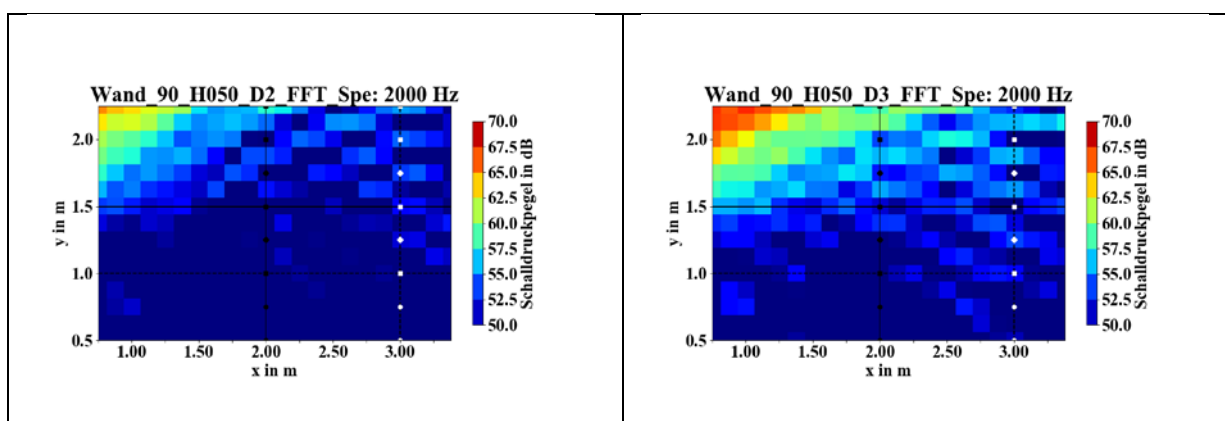 Wand_90_H050_D2_FFT_Spe: 2000 Hz
70.0
67.5
65.0
62.5
60.0
57.5
55.0
52.5
50.0
Schalldruckpegel in dB
2.0
1.5
1.0
0.5
y in m
1.00 1.50 2.00 2.50 3.00
x in m
Wand_90_H050_D3_FFT_Spe: 2000 Hz
70.0
67.5
65.0
62.5
60.0
57.5
55.0
52.5
50.0
Schalldruckpegel in dB
2.0
1.5
1.0
0.5
y in m
1.00 1.50 2.00 2.50 3.00
x in m